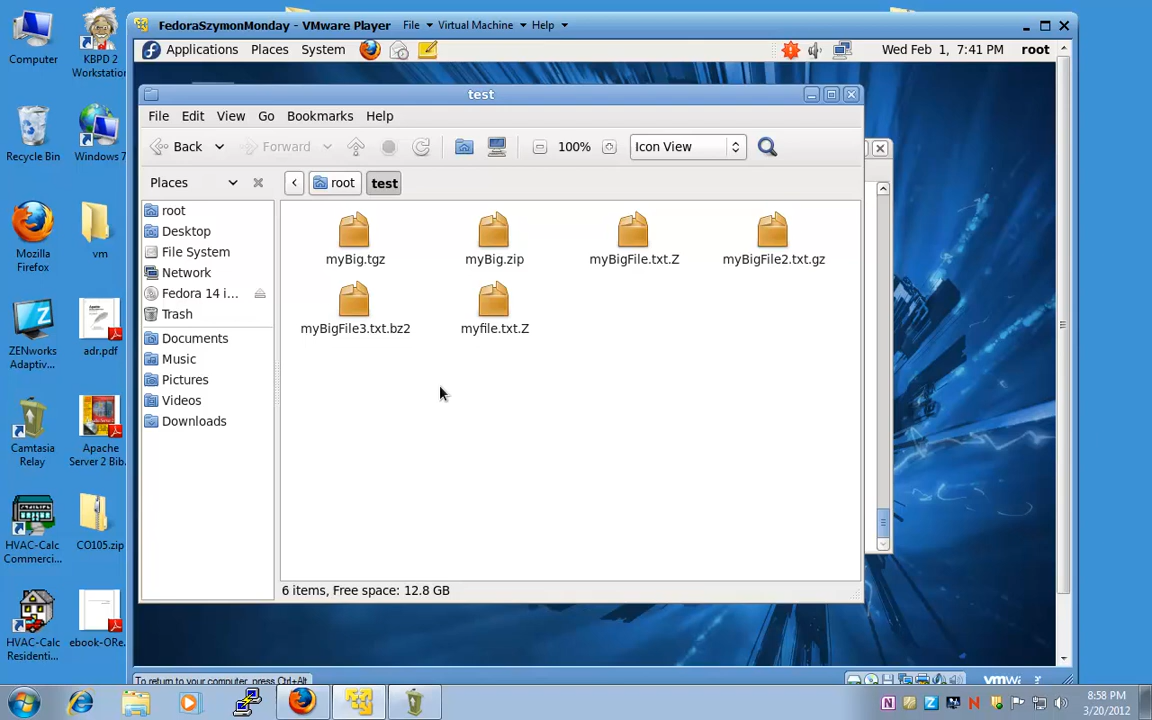 FedoraSzymonMonday - VMware Player File Virtual Machine Help
Applications Places System Wed Feb 1, 7:41 PM root
test
File Edit View Go Bookmarks Help
Back Forward 100% Icon View
Places root test
root
Desktop
File System
Network
Fedora 14 i...
Trash
Documents
Music
Pictures
Videos
Downloads
myBig.tgz myBig.zip myBigFile.txt.Z myBigFile2.txt.gz
myBigFile3.txt.bz2 myfile.txt.Z
6 items, Free space: 12.8 GB
To return to your computer, press Ctrl+Alt.
Computer
KBPD 2
Workstation
Recycle Bin
Windows 7
Mozilla
Firefox
vm
ZENworks
Adaptiv...
adr.pdf
Camtasia
Relay
Apache
Server 2 Bib
HVAC-Calc
Commerci...
CO105.zip
HVAC-Calc
Residenti...
ebook-ORe.
8:58 PM
3/20/2012